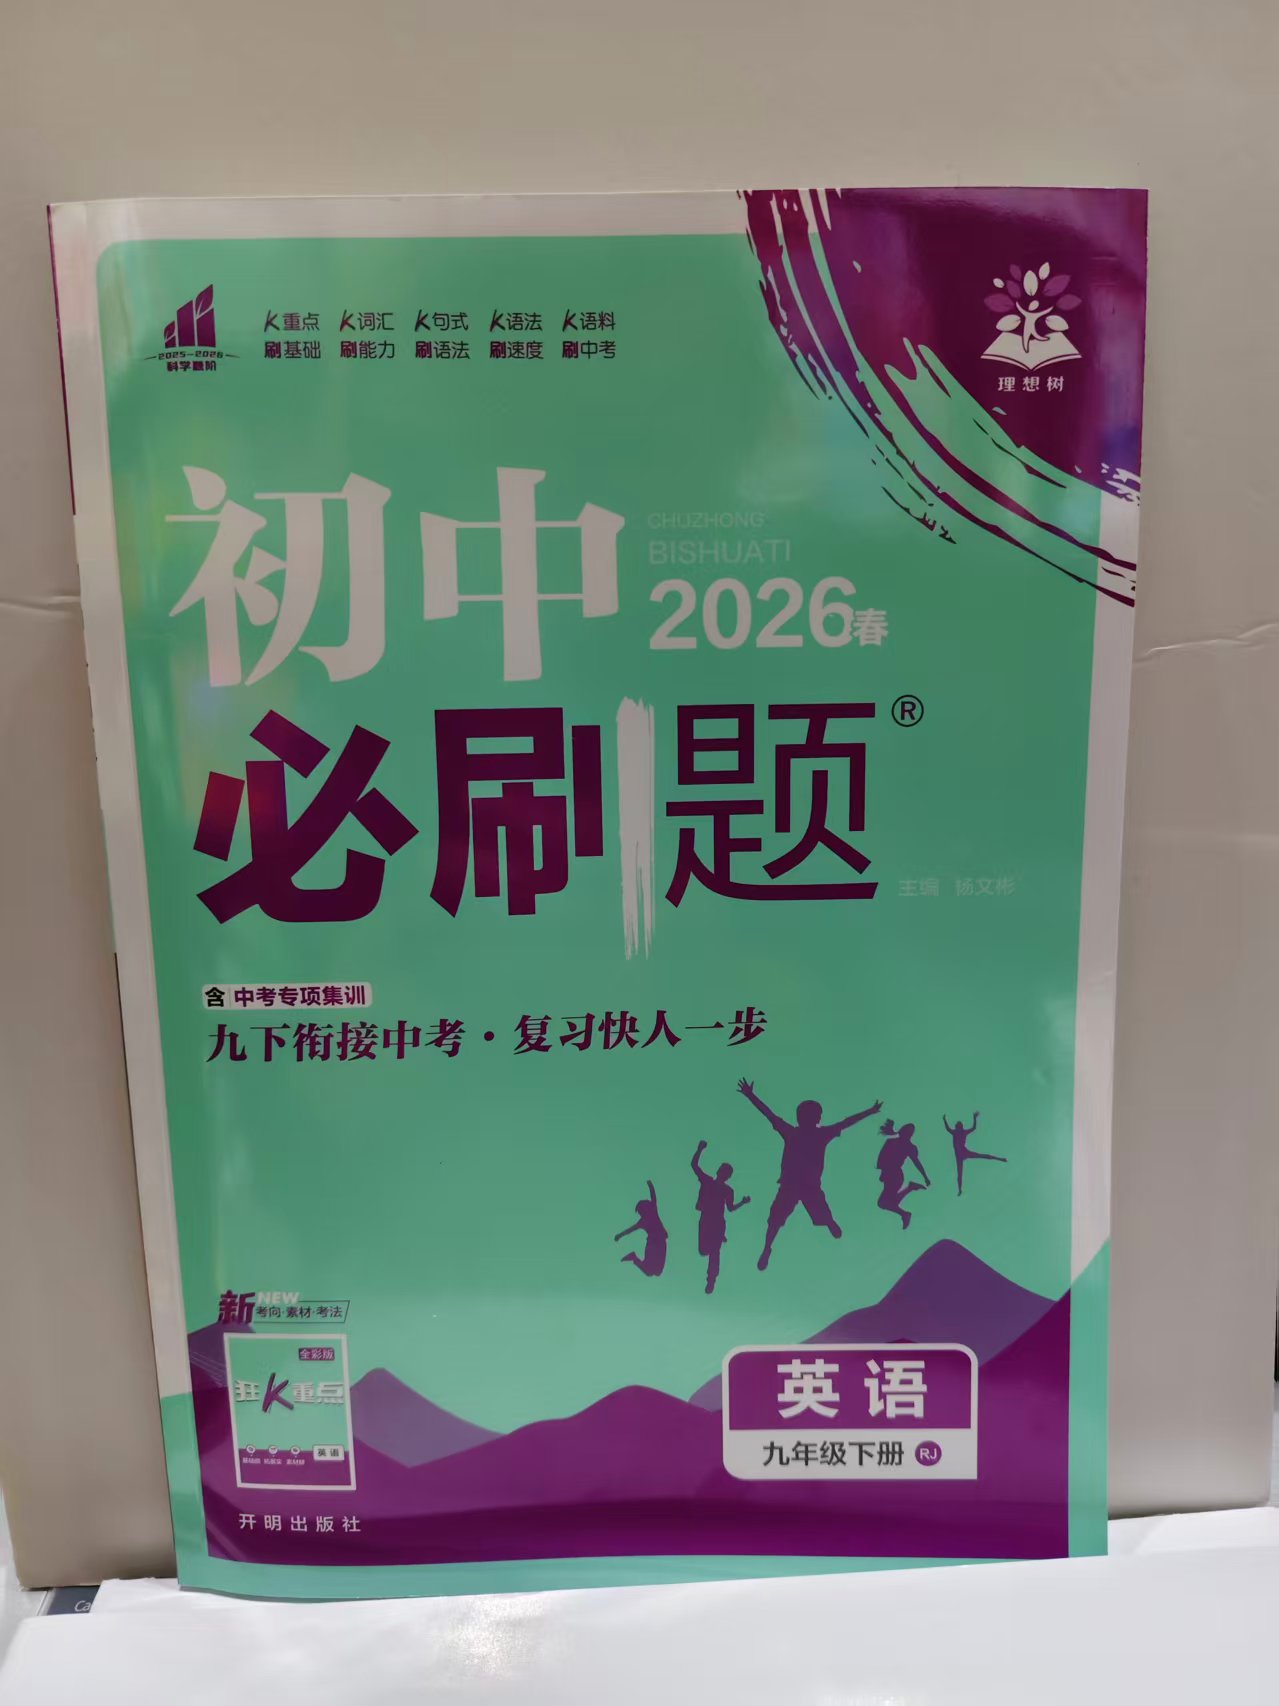 2025-2026
科学晋阶
K重点 K词汇 K句式 K语法 K语料
刷基础 刷能力 刷语法 刷速度 刷中考
理想树
初中
CHUZHONG
BISHUATI
2026春
必刷题®
主编 杨文彬
含 中考专项集训
九下衔接中考·复习快人一步
新 NEW
考向·素材·考法
全彩版
狂K重点
英语
英语
九年级下册 RJ
开明出版社